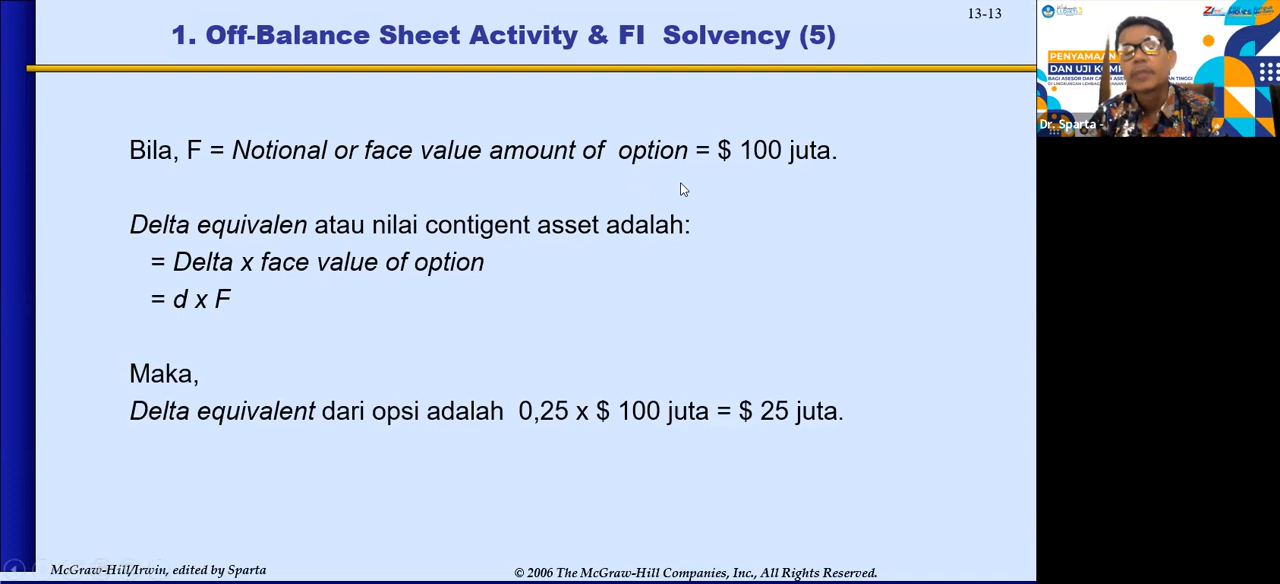 13-13
1. Off-Balance Sheet Activity & FI Solvency (5)
Bila, F = Notional or face value amount of option = $ 100 juta.
Delta equivalen atau nilai contigent asset adalah:
= Delta x face value of option
= d x F
Maka,
Delta equivalent dari opsi adalah 0,25 x $ 100 juta = $ 25 juta.
McGraw-Hill/Irwin, edited by Sparta
© 2006 The McGraw-Hill Companies, Inc., All Rights Reserved.
PENYAMAAN
DAN UJI KOMP
Dr. Sparta -